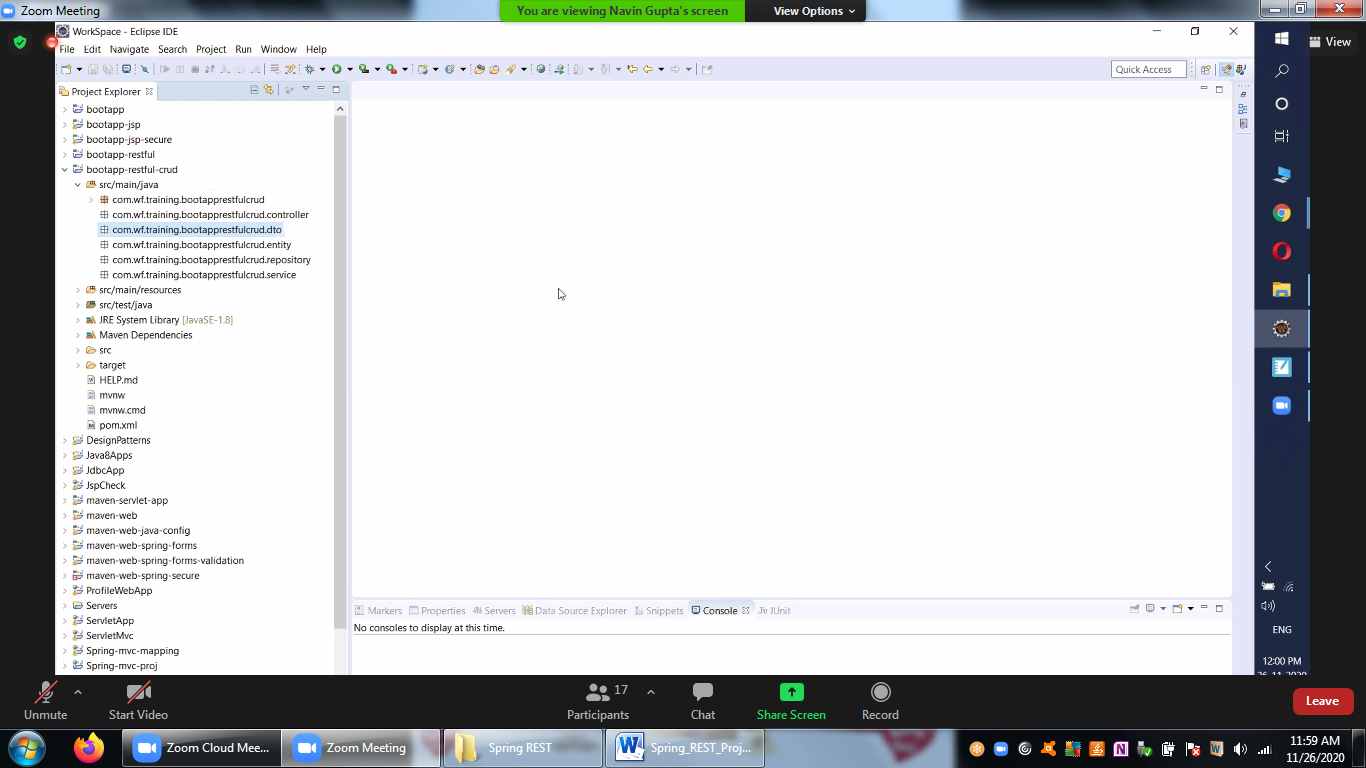 Zoom Meeting
You are viewing Navin Gupta's screen
View Options
WorkSpace - Eclipse IDE
View
File Edit Navigate Search Project Run Window Help
Quick Access
Project Explorer
bootapp
bootapp-jsp
bootapp-jsp-secure
bootapp-restful
bootapp-restful-crud
src/main/java
com.wf.training.bootapprestfulcrud
com.wf.training.bootapprestfulcrud.controller
com.wf.training.bootapprestfulcrud.dto
com.wf.training.bootapprestfulcrud.entity
com.wf.training.bootapprestfulcrud.repository
com.wf.training.bootapprestfulcrud.service
src/main/resources
src/test/java
JRE System Library [JavaSE-1.8]
Maven Dependencies
src
target
HELP.md
mvnw
mvnw.cmd
pom.xml
DesignPatterns
Java8Apps
JdbcApp
JspCheck
maven-servlet-app
maven-web
maven-web-java-config
maven-web-spring-forms
maven-web-spring-forms-validation
maven-web-spring-secure
ProfileWebApp
Servers
ServletApp
ServletMvc
Spring-mvc-mapping
Spring-mvc-proj
Markers Properties Servers Data Source Explorer Snippets Console JUnit
No consoles to display at this time.
ENG
12:00 PM
26-11-2020
Unmute
Start Video
17
Participants
Chat
Share Screen
Record
Leave
Zoom Cloud Mee...
Zoom Meeting
Spring REST
Spring_REST_Proj...
11:59 AM
11/26/2020